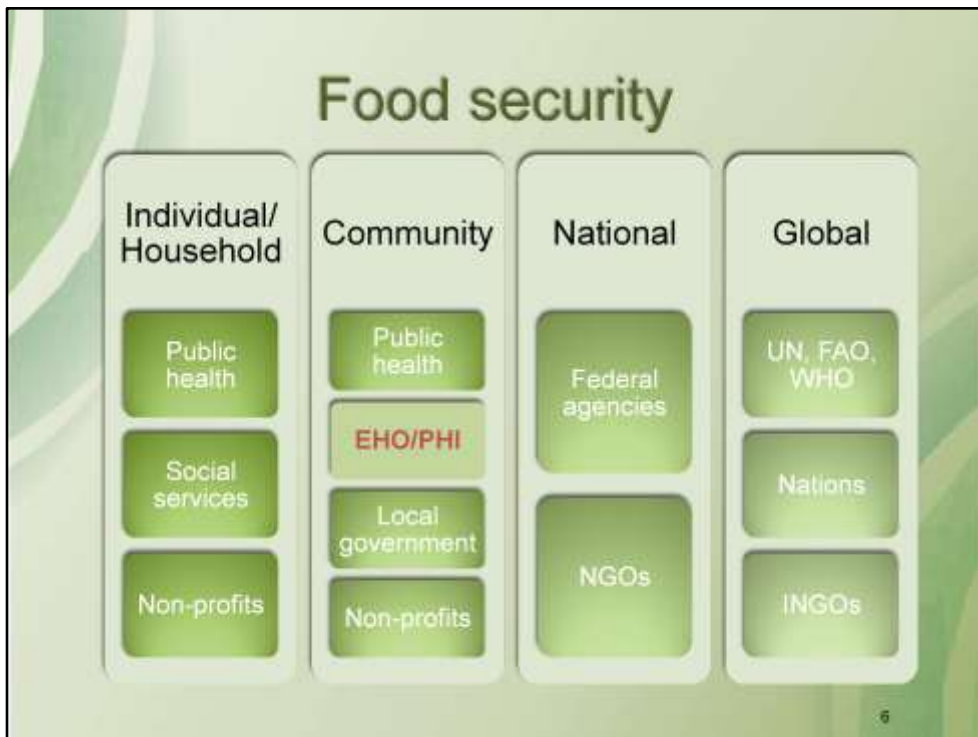 Food security
Individual/
Household
Public
health
Social
services
Non-profits
Community
Public
health
EHO/PHI
Local
government
Non-profits
National
Federal
agencies
NGOs
Global
UN, FAO,
WHO
Nations
INGOs
6